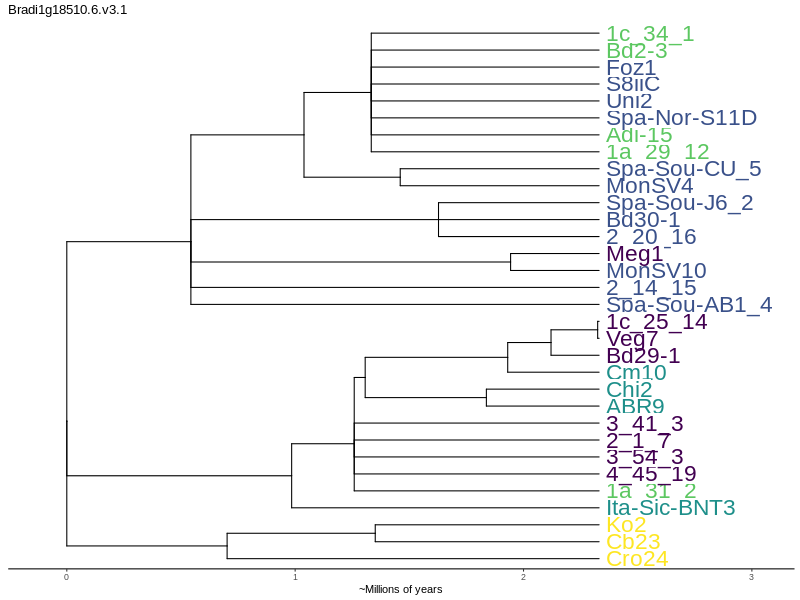 Bradi1g18510.6.v3.1
1c_34_1
Bd2-3
Foz1
S8iiC
Uni2
Spa-Nor-S11D
Adi-15
1a_29_12
Spa-Sou-CU_5
MonSV4
Spa-Sou-J6_2
Bd30-1
2_20_16
Meg1
MonSV10
2_14_15
Spa-Sou-AB1_4
1c_25_14
Veg7
Bd29-1
Cm10
Chi2
ABR9
3_41_3
2_1_7
3_54_3
4_45_19
1a_31_2
Ita-Sic-BNT3
Ko2
Cb23
Cro24
0 1 2 3
~Millions of years